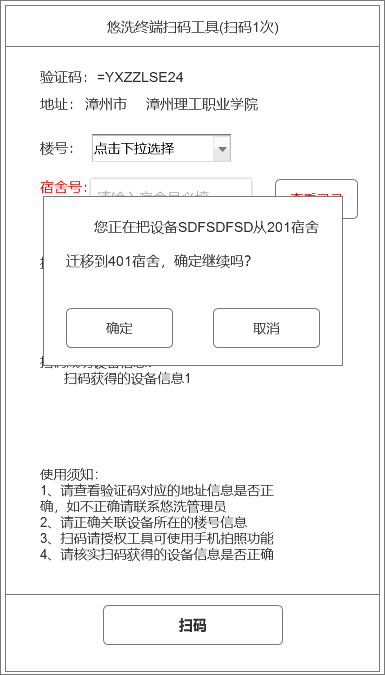 悠洗终端扫码工具(扫码1次)
验证码：=YXZZLSE24
地址： 漳州市 漳州理工职业学院
楼号： 点击下拉选择
宿舍号:
您正在把设备SDFSDFSD从201宿舍
迁移到401宿舍，确定继续吗?
确定 取消
扫码获得的设备信息1
使用须知：
1、请查看验证码对应的地址信息是否正
确，如不正确请联系悠洗管理员
2、请正确关联设备所在的楼号信息
3、扫码请授权工具可使用手机拍照功能
4、请核实扫码获得的设备信息是否正确
扫码